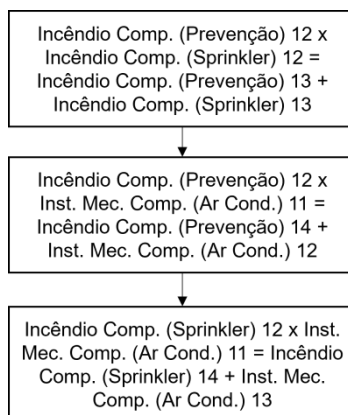 Incêndio Comp. (Prevenção) 12 x
Incêndio Comp. (Sprinkler) 12 =
Incêndio Comp. (Prevenção) 13 +
Incêndio Comp. (Sprinkler) 13
Incêndio Comp. (Prevenção) 12 x
Inst. Mec. Comp. (Ar Cond.) 11 =
Incêndio Comp. (Prevenção) 14 +
Inst. Mec. Comp. (Ar Cond.)
12
Incêndio Comp. (Sprinkler) 12 x Inst.
Mec. Comp. (Ar Cond.) 11 = Incêndio
Comp. (Sprinkler) 14 + Inst. Mec.
Comp. (Ar Cond.) 13